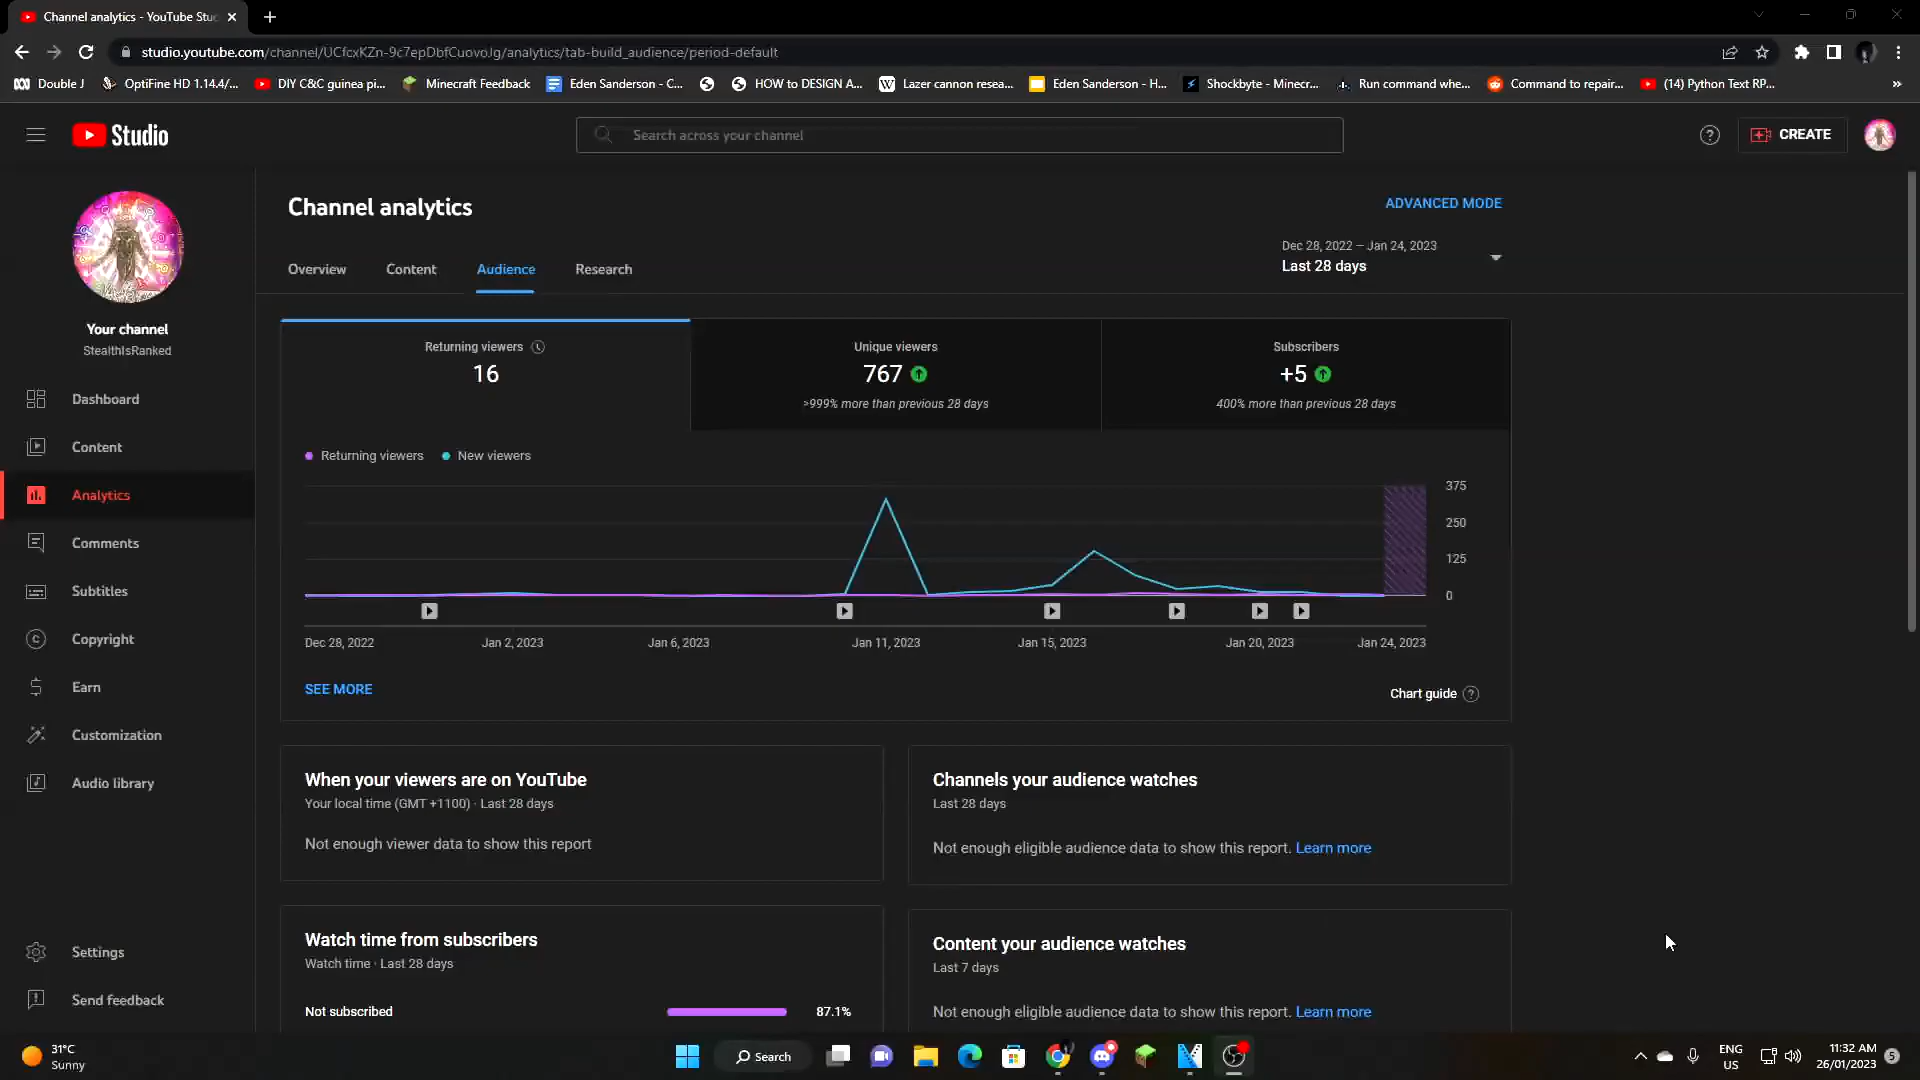 Channel analytics - YouTube Stu
studio.youtube.com/channel/UCfcxKZn-9c7epDbfCuovoJg/analytics/tab-build_audience/period-default
Double J
OptiFine HD 1.14.4/...
DIY C&C guinea pi...
Minecraft Feedback
Eden Sanderson - C...
HOW to DESIGN A...
Lazer cannon resea...
Eden Sanderson - H...
Shockbyte - Minecr...
Run command whe...
Command to repair...
(14) Python Text RP...
»
Studio
Search across your channel
CREATE
Your channel
StealthIsRanked
Dashboard
Content
Analytics
Comments
Subtitles
Copyright
Earn
Customization
Audio library
Settings
Send feedback
Channel analytics
ADVANCED MODE
Overview
Content
Audience
Research
Dec 28, 2022 – Jan 24, 2023
Last 28 days
Returning viewers
16
Unique viewers
767
>999% more than previous 28 days
Subscribers
+5
400% more than previous 28 days
Returning viewers
New viewers
375
250
125
0
Dec 28, 2022
Jan 2, 2023
Jan 6, 2023
Jan 11, 2023
Jan 15, 2023
Jan 20, 2023
Jan 24, 2023
SEE MORE
Chart guide
When your viewers are on YouTube
Your local time (GMT +1100) · Last 28 days
Not enough viewer data to show this report
Channels your audience watches
Last 28 days
Not enough eligible audience data to show this report. Learn more
Watch time from subscribers
Watch time · Last 28 days
Not subscribed
87.1%
Content your audience watches
Last 7 days
Not enough eligible audience data to show this report. Learn more
31°C
Sunny
Search
ENG
US
11:32 AM
26/01/2023
5